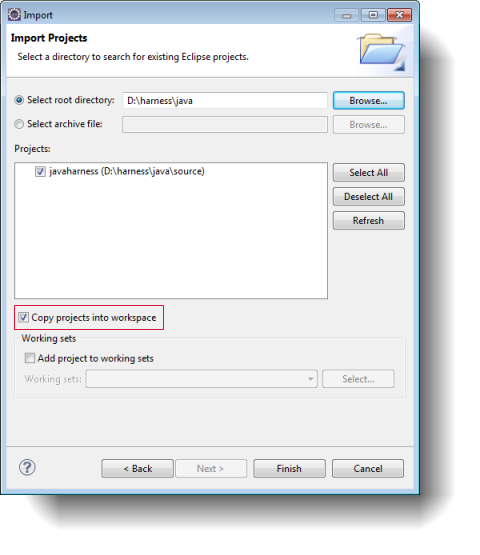 Import
Import Projects
Select a directory to search for existing Eclipse projects.
Select root directory: D:\harness\java Browse...
Select archive file: Browse...
Projects:
javaharness (D:\harness\java\source)
Select All
Deselect All
Refresh
Copy projects into workspace
Working sets
Add project to working sets
Working sets: Select...
? < Back Next > Finish Cancel